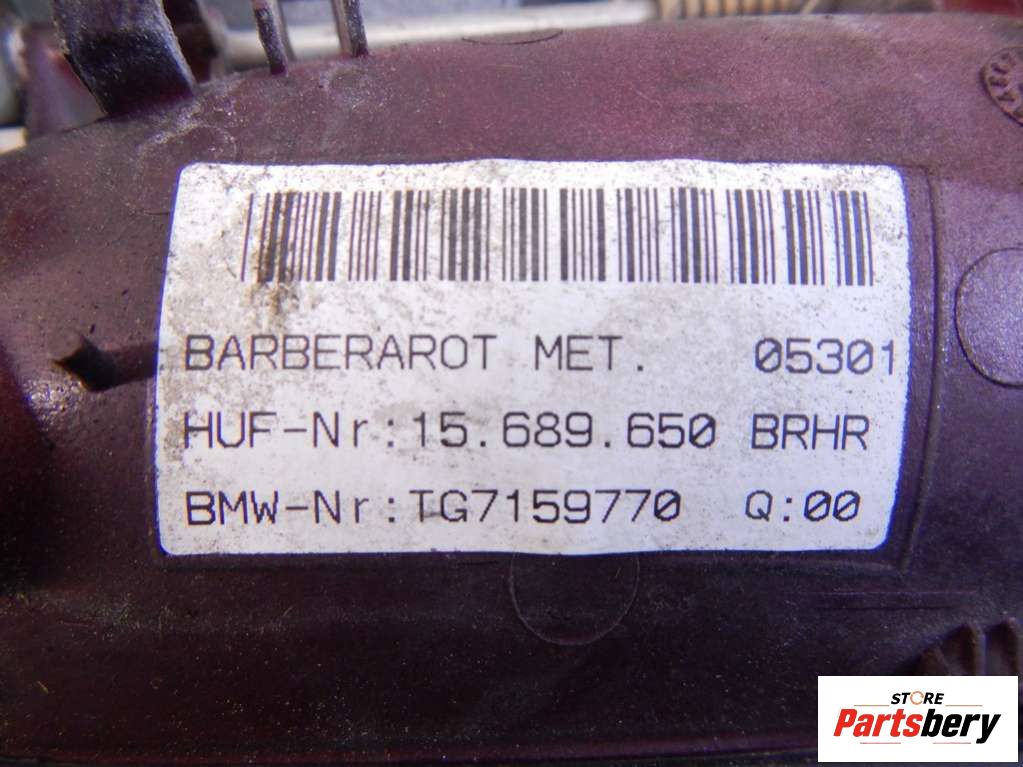 BARBERAROT MET. 05301
HUF-Nr:15.689.650 BRHR
BMW-Nr:TG7159770 Q:00
STORE
Partsbery